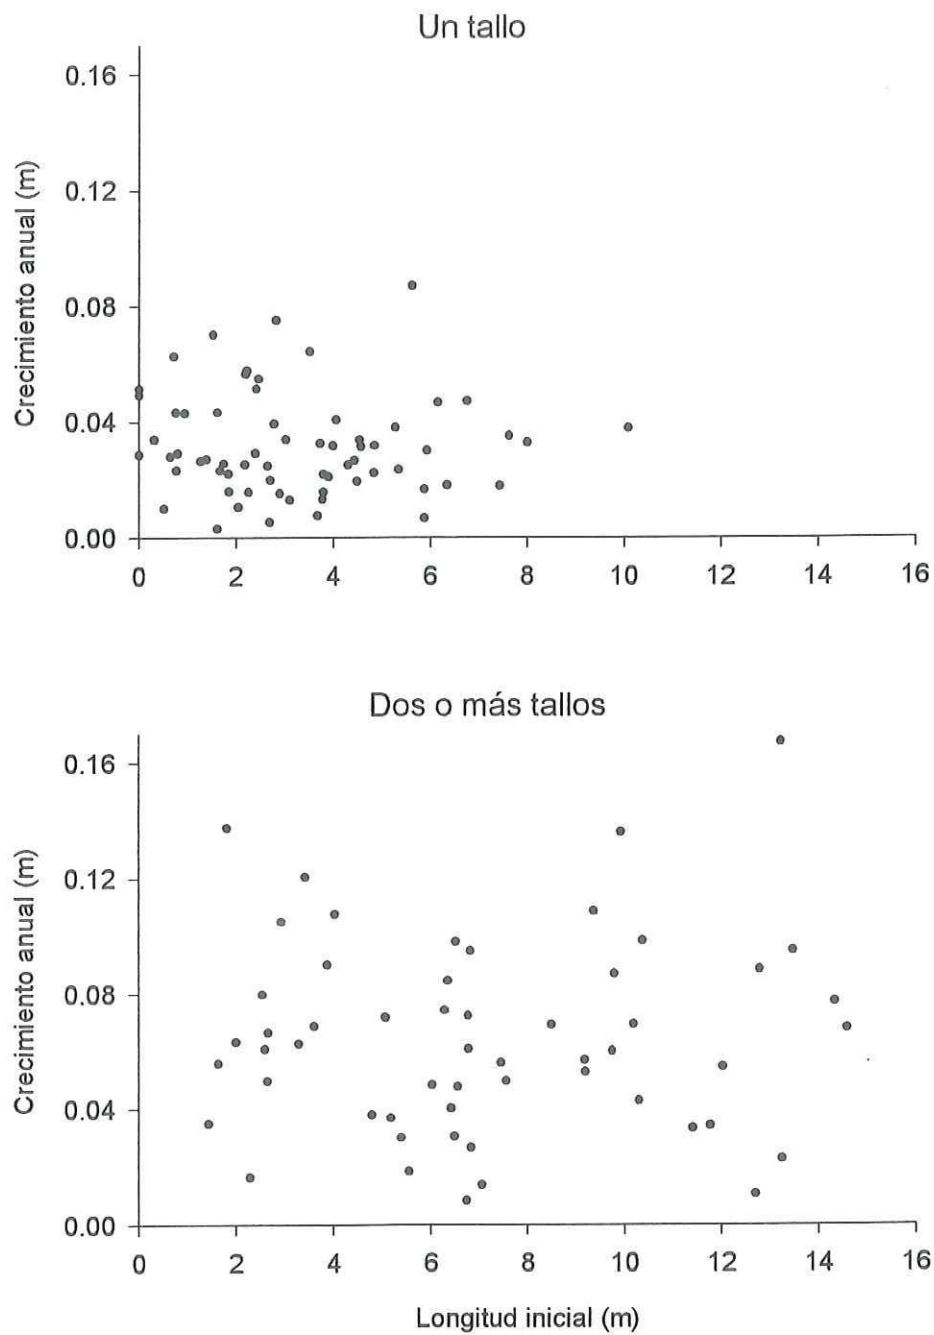 Un tallo
Crecimiento anual (m)
0.16
0.12
0.08
0.04
0.00
0 2 4 6 8 10 12 14 16
Dos o más tallos
Crecimiento anual (m)
0.16
0.12
0.08
0.04
0.00
0 2 4 6 8 10 12 14 16
Longitud inicial (m)